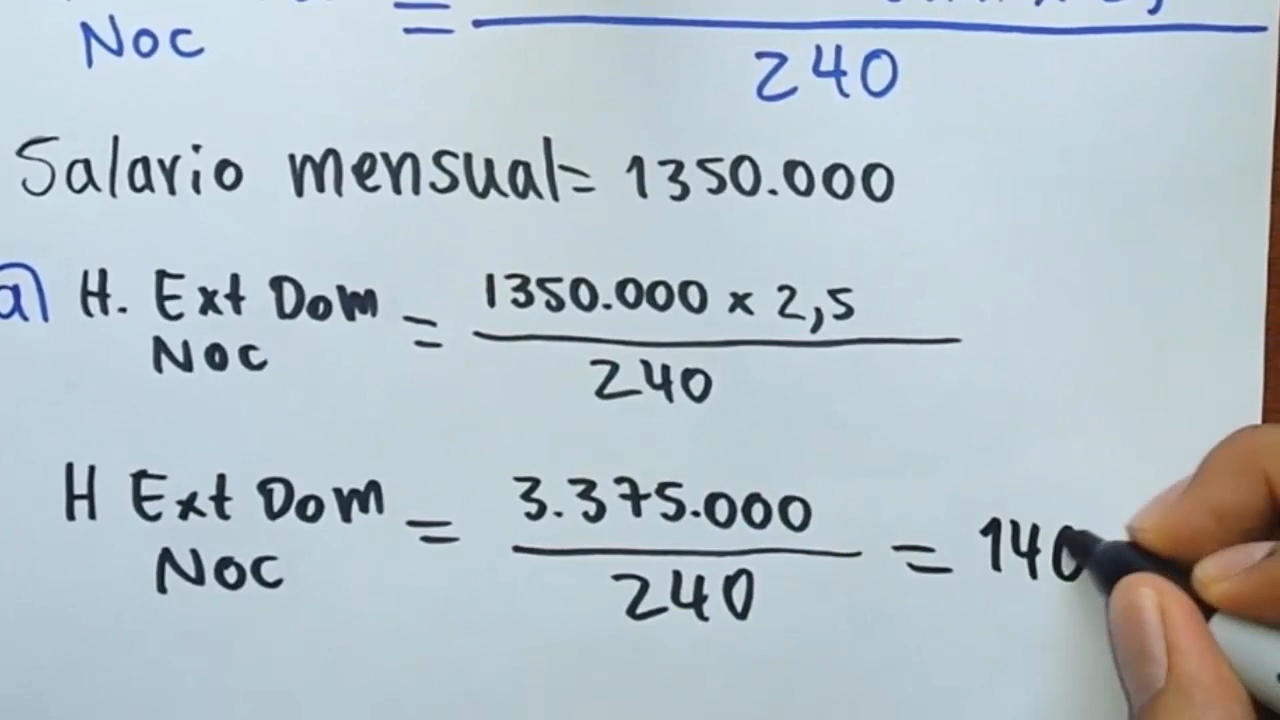 Noc =
240
Salario mensual= 1350.000
a) H. Ext Dom Noc = 1350.000 x 2,5
240
H Ext Dom Noc = 3.375.000 = 140
240